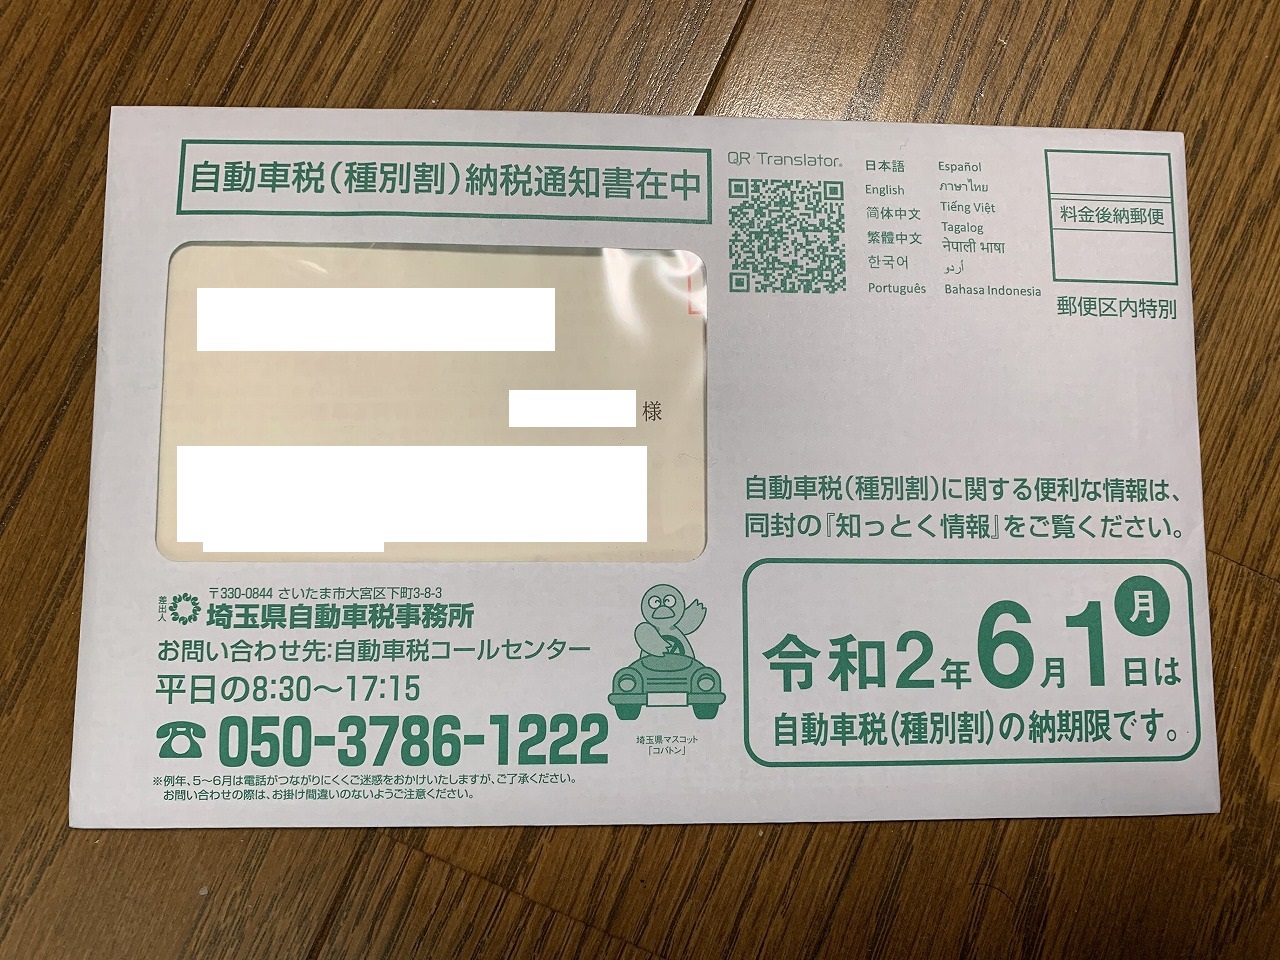 自動車税(種別割)納税通知書在中
QR Translator®
日本語
English
简体中文
繁體中文
한국어
Português
Español
ภาษาไทย
Tiếng Việt
Tagalog
नेपाली भाषा
اُردو
Bahasa Indonesia
料金後納郵便
郵便区内特別
様
自動車税(種別割)に関する便利な情報は、
同封の『知っとく情報』をご覧ください。
差出人
〒330-0844 さいたま市大宮区下町3-8-3
埼玉県自動車税事務所
お問い合わせ先:自動車税コールセンター
平日の8:30〜17:15
050-3786-1222
※例年、5〜6月は電話がつながりにくくご迷惑をおかけいたしますが、ご了承ください。
お問い合わせの際は、お掛け間違いのないようご注意ください。
埼玉県マスコット
「コバトン」
令和2年6月1日は
月
自動車税(種別割)の納期限です。